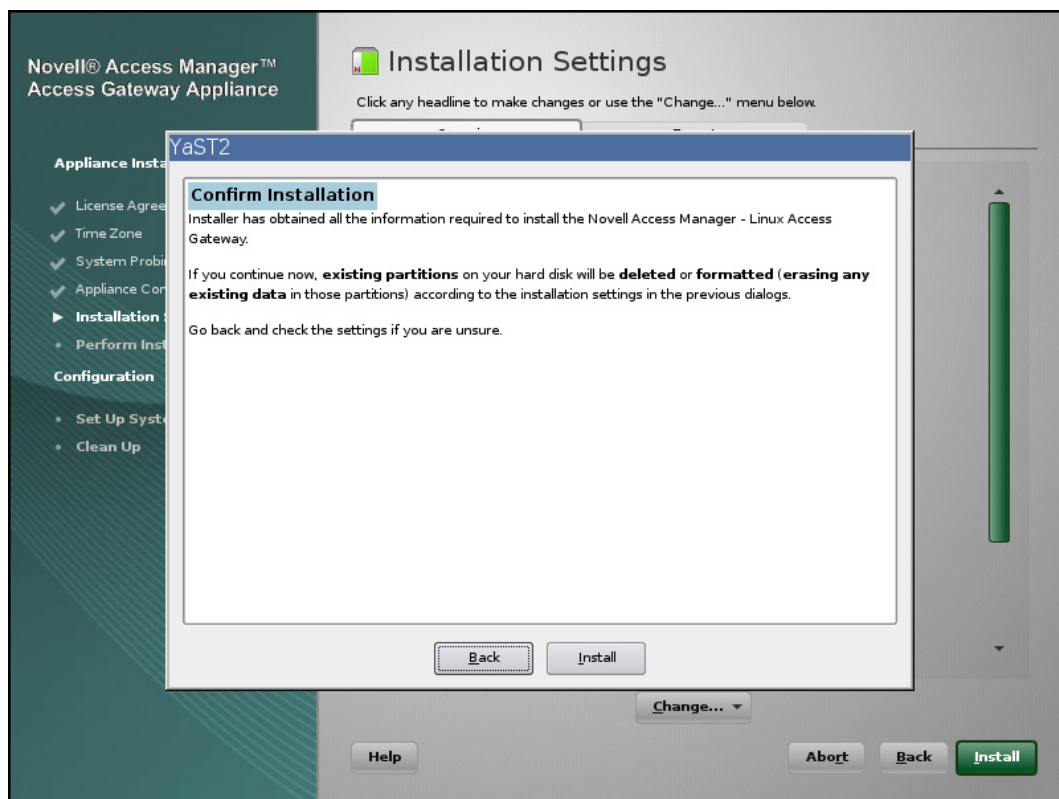 Novell® Access Manager™
Access Gateway Appliance
Installation Settings
Click any headline to make changes or use the "Change..." menu below.
Appliance Insta
License Agree
Time Zone
System Probi
Appliance Con
Installation
Perform Inst
Configuration
Set Up Syste
Clean Up
YaST2
Confirm Installation
Installer has obtained all the information required to install the Novell Access Manager - Linux Access
Gateway.
If you continue now, existing partitions on your hard disk will be deleted or formatted (erasing any
existing data in those partitions) according to the installation settings in the previous dialogs.
Go back and check the settings if you are unsure.
Back
Install
Change...
Help
Abort
Back
Install